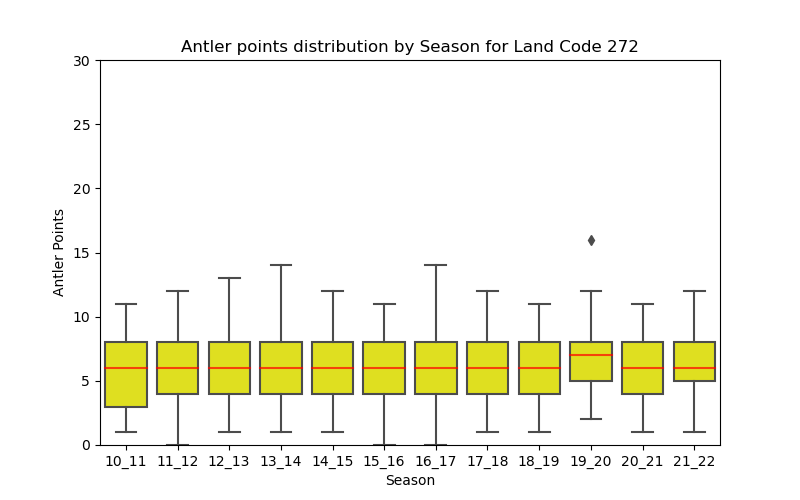 Antler points distribution by Season for Land Code 272
30
25
20
15
10
5
0
Antler Points
10_11 11_12 12_13 13_14 14_15 15_16 16_17 17_18 18_19 19_20 20_21 21_22
Season